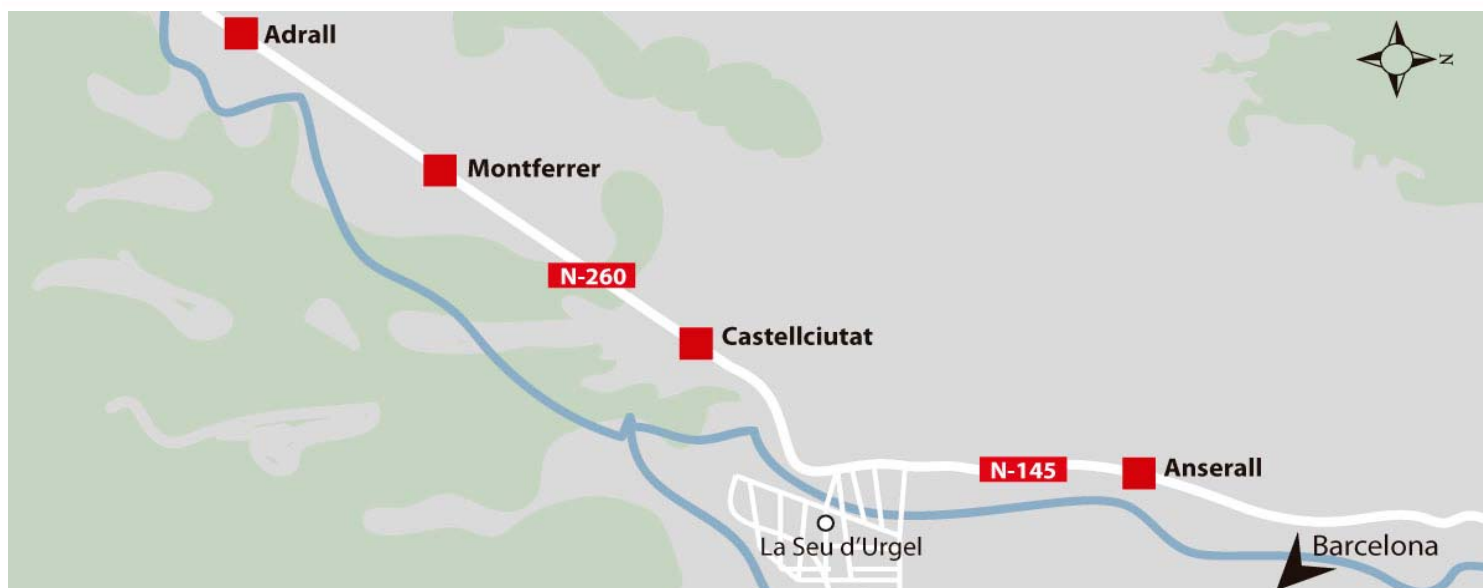 Adrall
N
Montferrer
N-260
Castellciutat
N-145
Anserall
La Seu d’Urgel
Barcelona